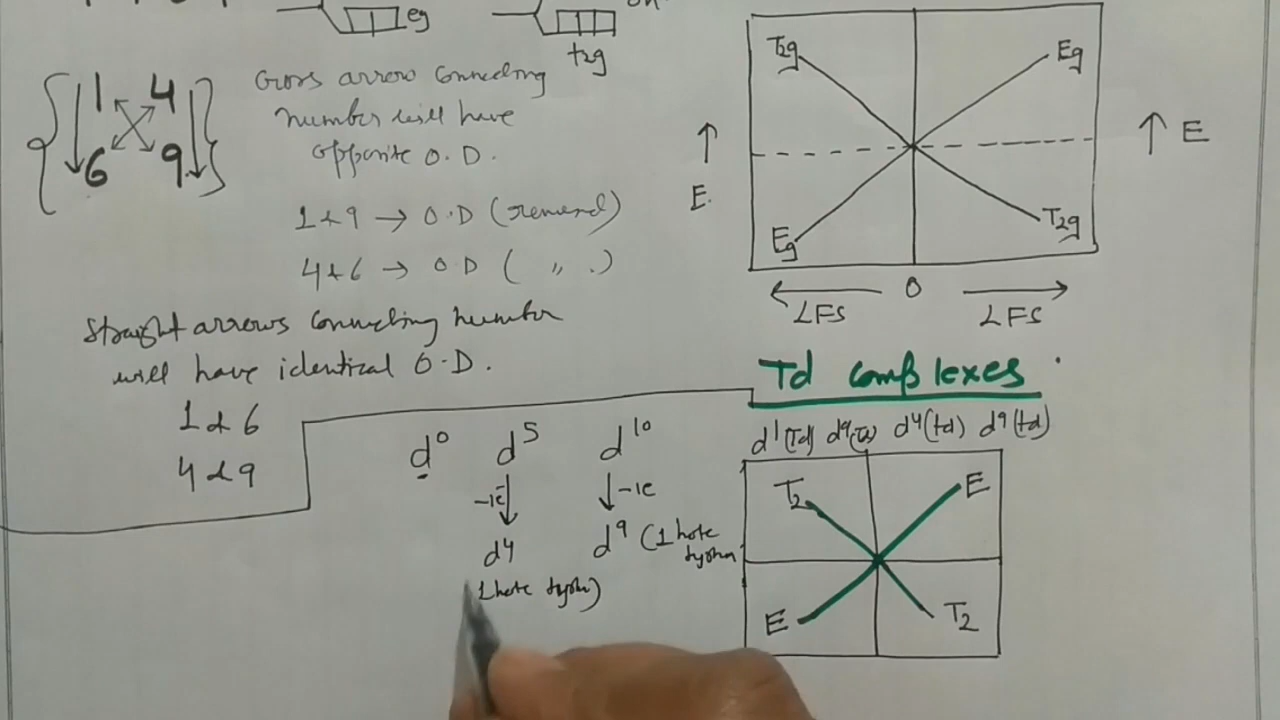 eg
t2g
1 4
6 9
Cross arrow connecting
number will have
opposite O.D.
1 & 9 → O.D (reversed)
4 & 6 → O D ( ,, .)
Straight arrows connecting number
will have identical O.D.
1 & 6
4 & 9
T2g Eg
E. ↑ ↑ E
Eg T2g
0
LFS LFS
Td complexes
d⁰ d⁵ d¹⁰
-1e⁻ -1e
d⁴ d⁹ (1 hole
system
1 hole system)
d¹(Td) d⁴(td) d⁹(td)
T2 E
E T2